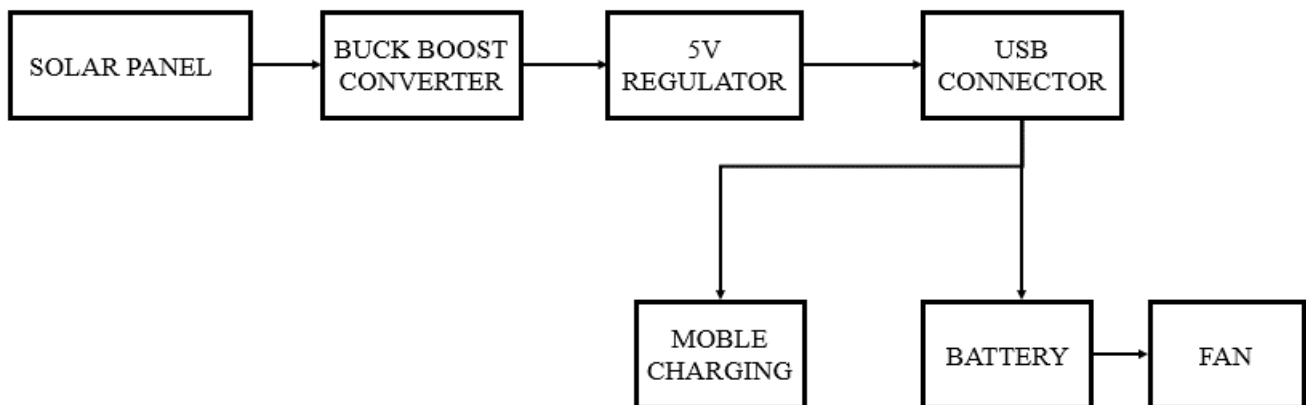 SOLAR PANEL
BUCK BOOST
CONVERTER
5V
REGULATOR
USB
CONNECTOR
MOBLE
CHARGING
BATTERY
FAN